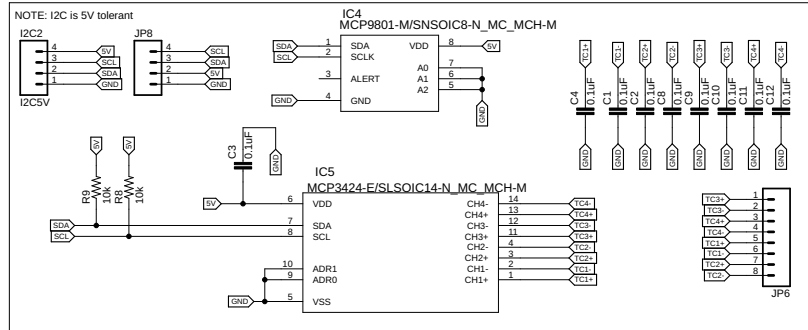 NOTE: I2C is 5V tolerant
I2C2
4 5V
3 SCL
2 SDA
1 GND
I2C5V
JP8
4 SCL
3 SDA
2 5V
1 GND
IC4
MCP9801-M/SNSOIC8-N_MC_MCH-M
SDA 1 SDA VDD 8 5V
SCL 2 SCLK
A0 7
3 ALERT A1 6
A2 5
GND 4 GND
GND
TC1+ TC1- TC2+ TC2- TC3+ TC3- TC4+ TC4-
C4 0.1uF
C1 0.1uF
C2 0.1uF
C8 0.1uF
C9 0.1uF
C10 0.1uF
C11 0.1uF
C12 0.1uF
GND GND GND GND GND GND GND GND
5V 5V
R9 10k
R8 10k
SDA
SCL
C3 0.1uF
GND
IC5
MCP3424-E/SLSOIC14-N_MC_MCH-M
5V 6 VDD CH4- 14 TC4-
CH4+ 13 TC4+
7 SDA CH3- 12 TC3-
8 SCL CH3+ 11 TC3+
CH2- 4 TC2-
CH2+ 3 TC2+
10 ADR1 CH1- 2 TC1-
9 ADR0 CH1+ 1 TC1+
GND 5 VSS
TC3+ 1
TC3- 2
TC4+ 3
TC4- 4
TC1+ 5
TC1- 6
TC2+ 7
TC2- 8
JP6